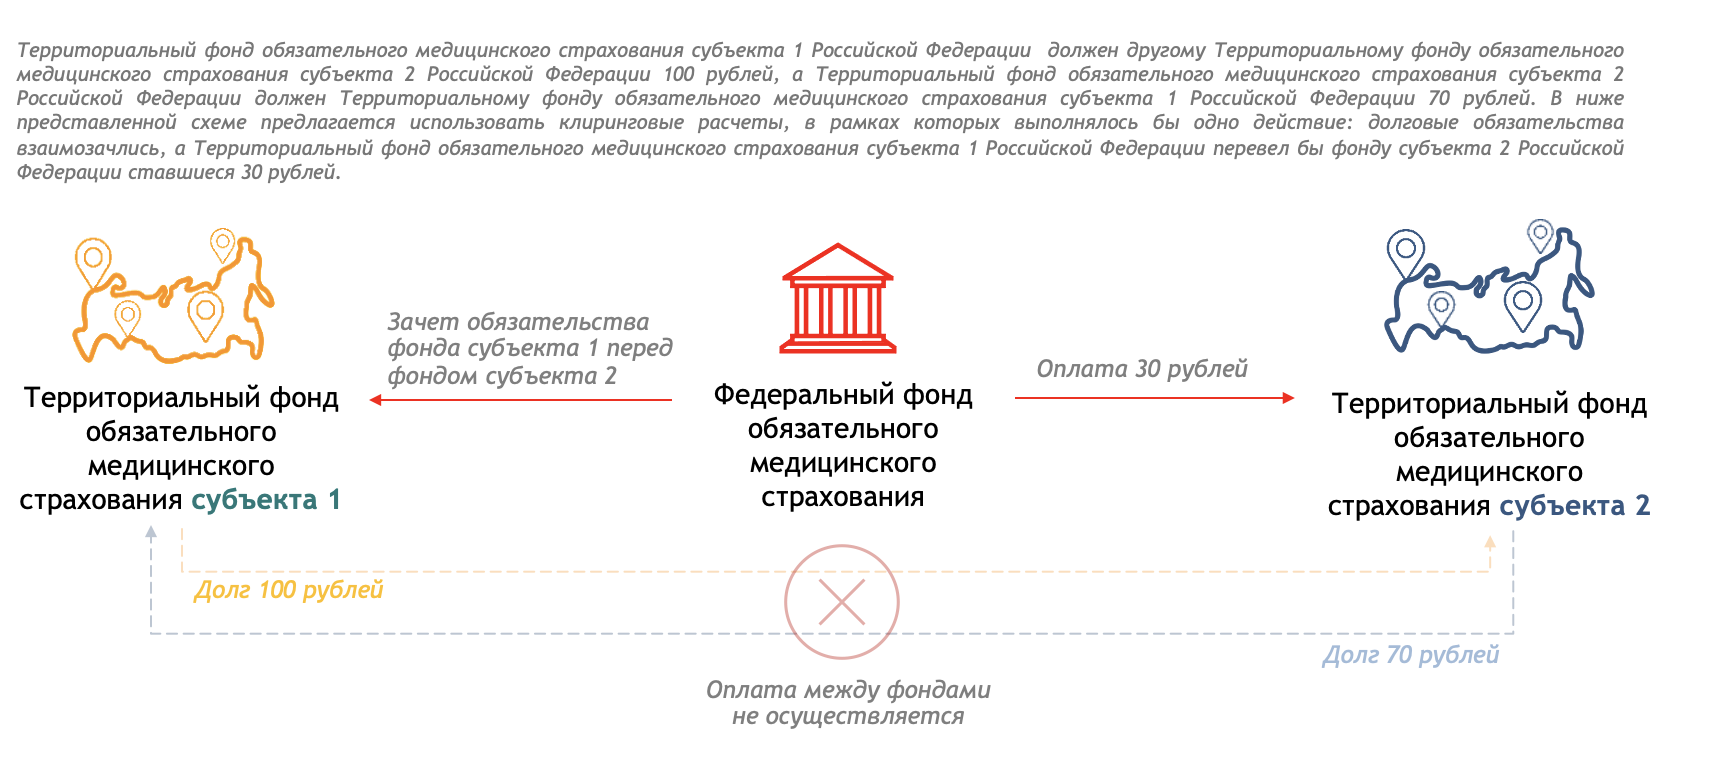 Территориальный фонд обязательного медицинского страхования субъекта 1 Российской Федерации должен другому Территориальному фонду обязательного
медицинского страхования субъекта 2 Российской Федерации 100 рублей, а Территориальный фонд обязательного медицинского страхования субъекта 2
Российской Федерации должен Территориальному фонду обязательного медицинского страхования субъекта 1 Российской Федерации 70 рублей. В ниже
представленной схеме предлагается использовать клиринговые расчеты, в рамках которых выполнялось бы одно действие: долговые обязательства
взаимозачлись, а Территориальный фонд обязательного медицинского страхования субъекта 1 Российской Федерации перевел бы фонду субъекта 2 Российской
Федерации ставшиеся 30 рублей.
Зачет обязательства
фонда субъекта 1 перед
фондом субъекта 2
Оплата 30 рублей
Территориальный фонд
обязательного
медицинского
страхования субъекта 1
Федеральный фонд
обязательного
медицинского
страхования
Территориальный фонд
обязательного
медицинского
страхования субъекта 2
Долг 100 рублей
Долг 70 рублей
Оплата между фондами
не осуществляется